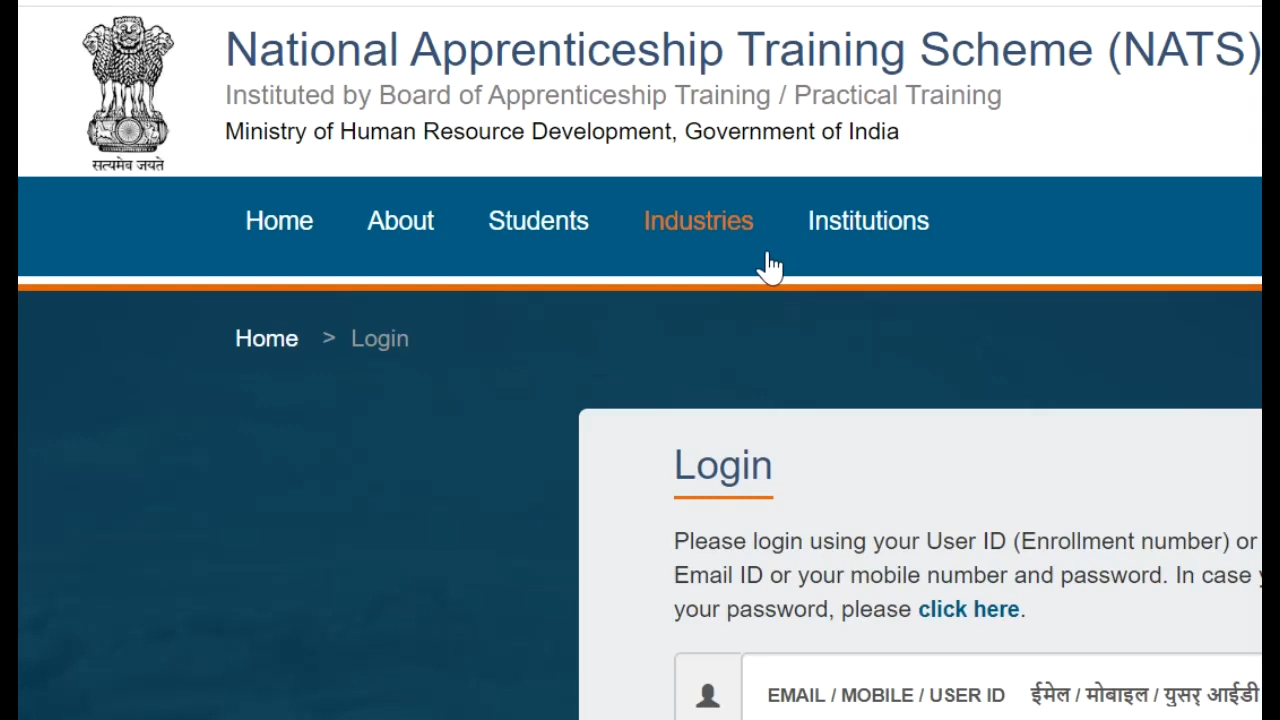 National Apprenticeship Training Scheme (NATS)
Instituted by Board of Apprenticeship Training / Practical Training
Ministry of Human Resource Development, Government of India
सत्यमेव जयते
Home About Students Industries Institutions
Home > Login
Login
Please login using your User ID (Enrollment number) or
Email ID or your mobile number and password. In case
your password, please click here.
EMAIL / MOBILE / USER ID ईमेल / मोबाइल / युसर् आईडी